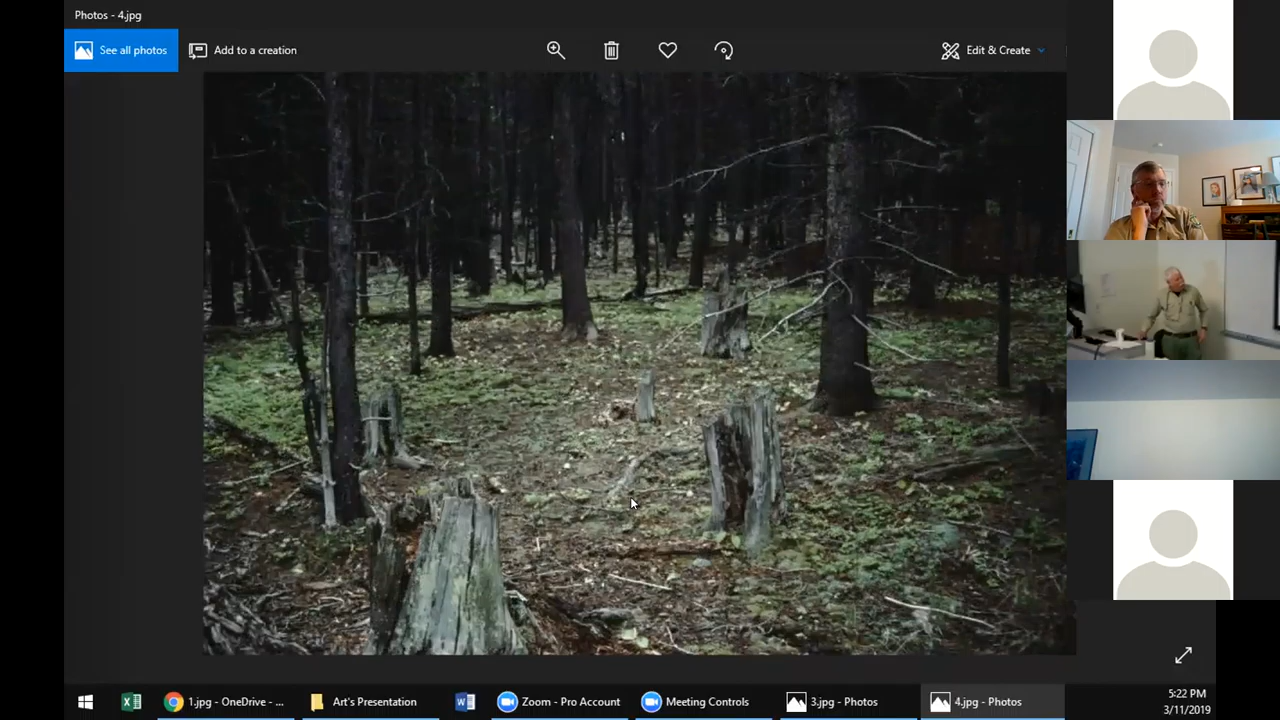 Photos - 4.jpg
See all photos
Add to a creation
Edit & Create
1.jpg - OneDrive - ...
Art's Presentation
Zoom - Pro Account
Meeting Controls
3.jpg - Photos
4.jpg - Photos
5:22 PM
3/11/2019